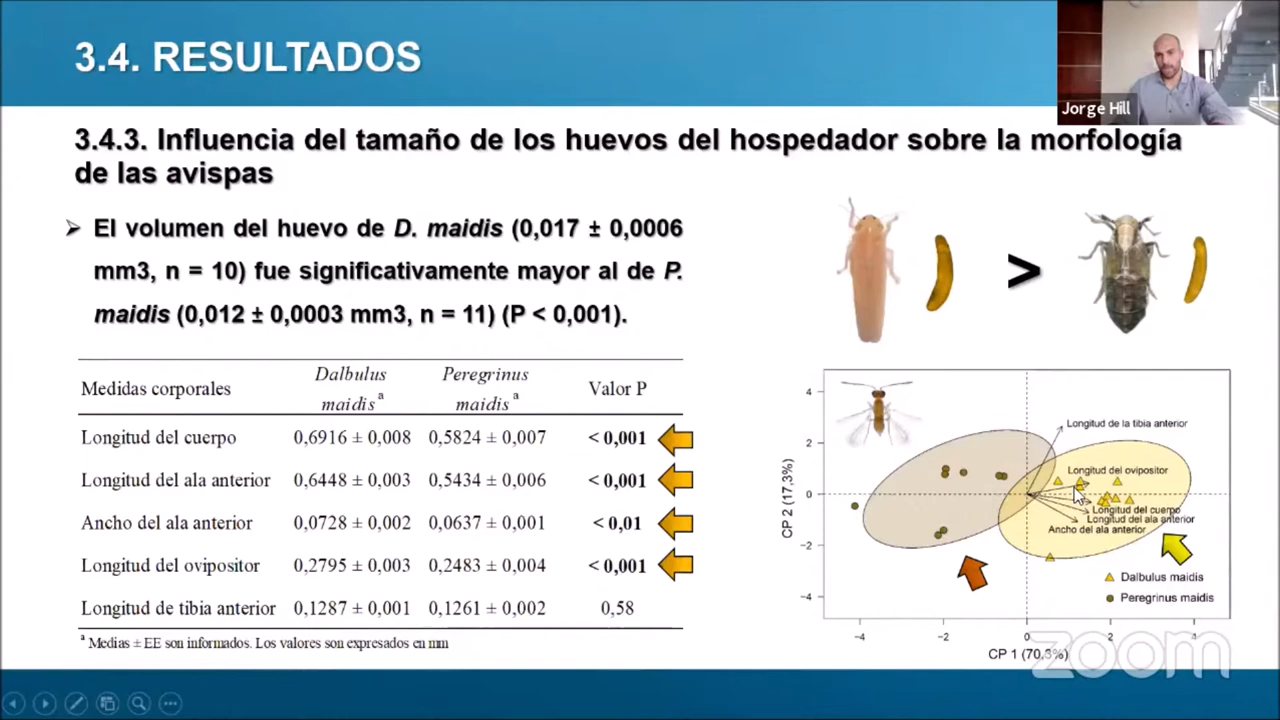 3.4. RESULTADOS
Jorge Hill
3.4.3. Influencia del tamaño de los huevos del hospedador sobre la morfología
de las avispas
➢ El volumen del huevo de D. maidis (0,017 ± 0,0006
mm3, n = 10) fue significativamente mayor al de P.
maidis (0,012 ± 0,0003 mm3, n = 11) (P < 0,001).
>
Medidas corporales Dalbulus maidis a Peregrinus maidis a Valor P
Longitud del cuerpo 0,6916 ± 0,008 0,5824 ± 0,007 < 0,001
Longitud del ala anterior 0,6448 ± 0,003 0,5434 ± 0,006 < 0,001
Ancho del ala anterior 0,0728 ± 0,002 0,0637 ± 0,001 < 0,01
Longitud del ovipositor 0,2795 ± 0,003 0,2483 ± 0,004 < 0,001
Longitud de tibia anterior 0,1287 ± 0,001 0,1261 ± 0,002 0,58
a Medias ± EE son informados. Los valores son expresados en mm
CP 2 (17,3%)
4
2
0
−2
−4
Longitud de la tibia anterior
Longitud del ovipositor
Longitud del cuerpo
Longitud del ala anterior
Ancho del ala anterior
Dalbulus maidis
Peregrinus maidis
−4 −2 0 2 4
CP 1 (70,3%)
zoom